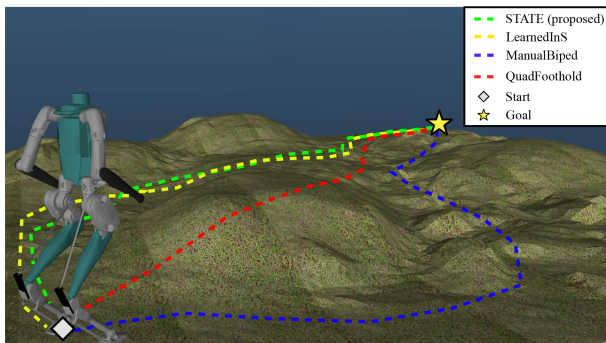 STATE (proposed)
LearnedInS
ManualBiped
QuadFoothold
Start
Goal